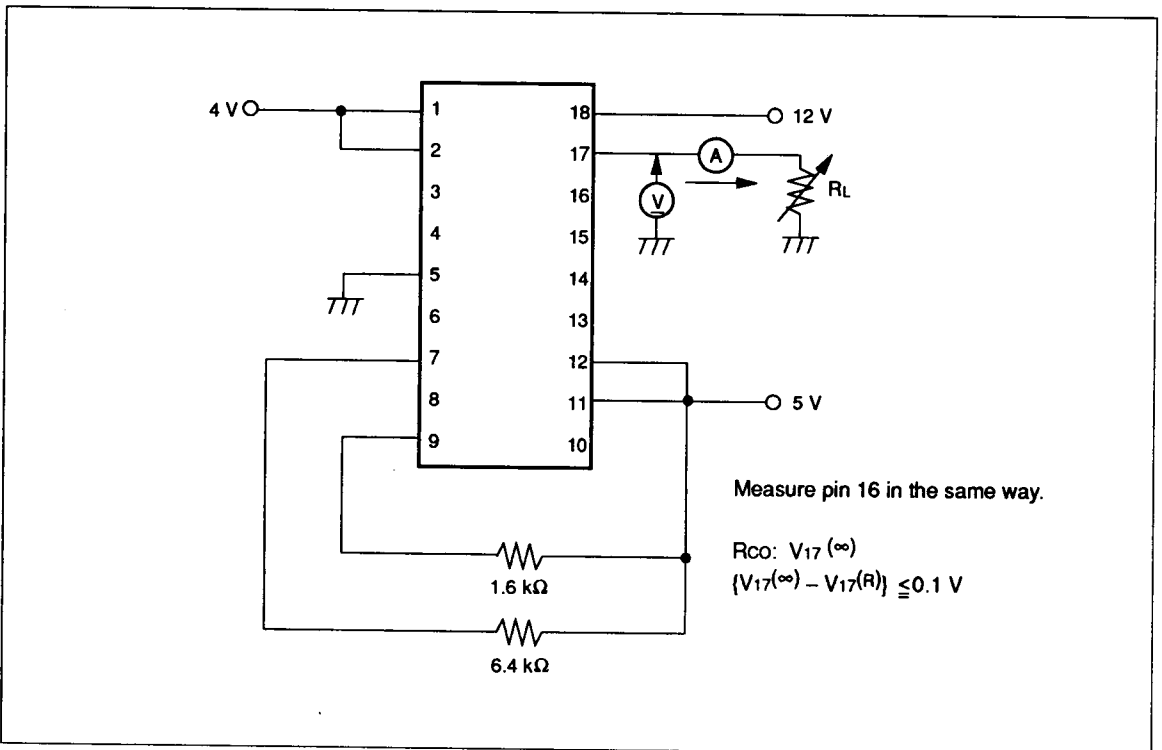 4 V
1
2
3
4
5
6
7
8
9
18
17
16
15
14
13
12
11
10
12 V
A
V
RL
5 V
Measure pin 16 in the same way.
RCO: V17(∞)
{V17(∞) – V17(R)} ≦0.1 V
1.6 kΩ
6.4 kΩ